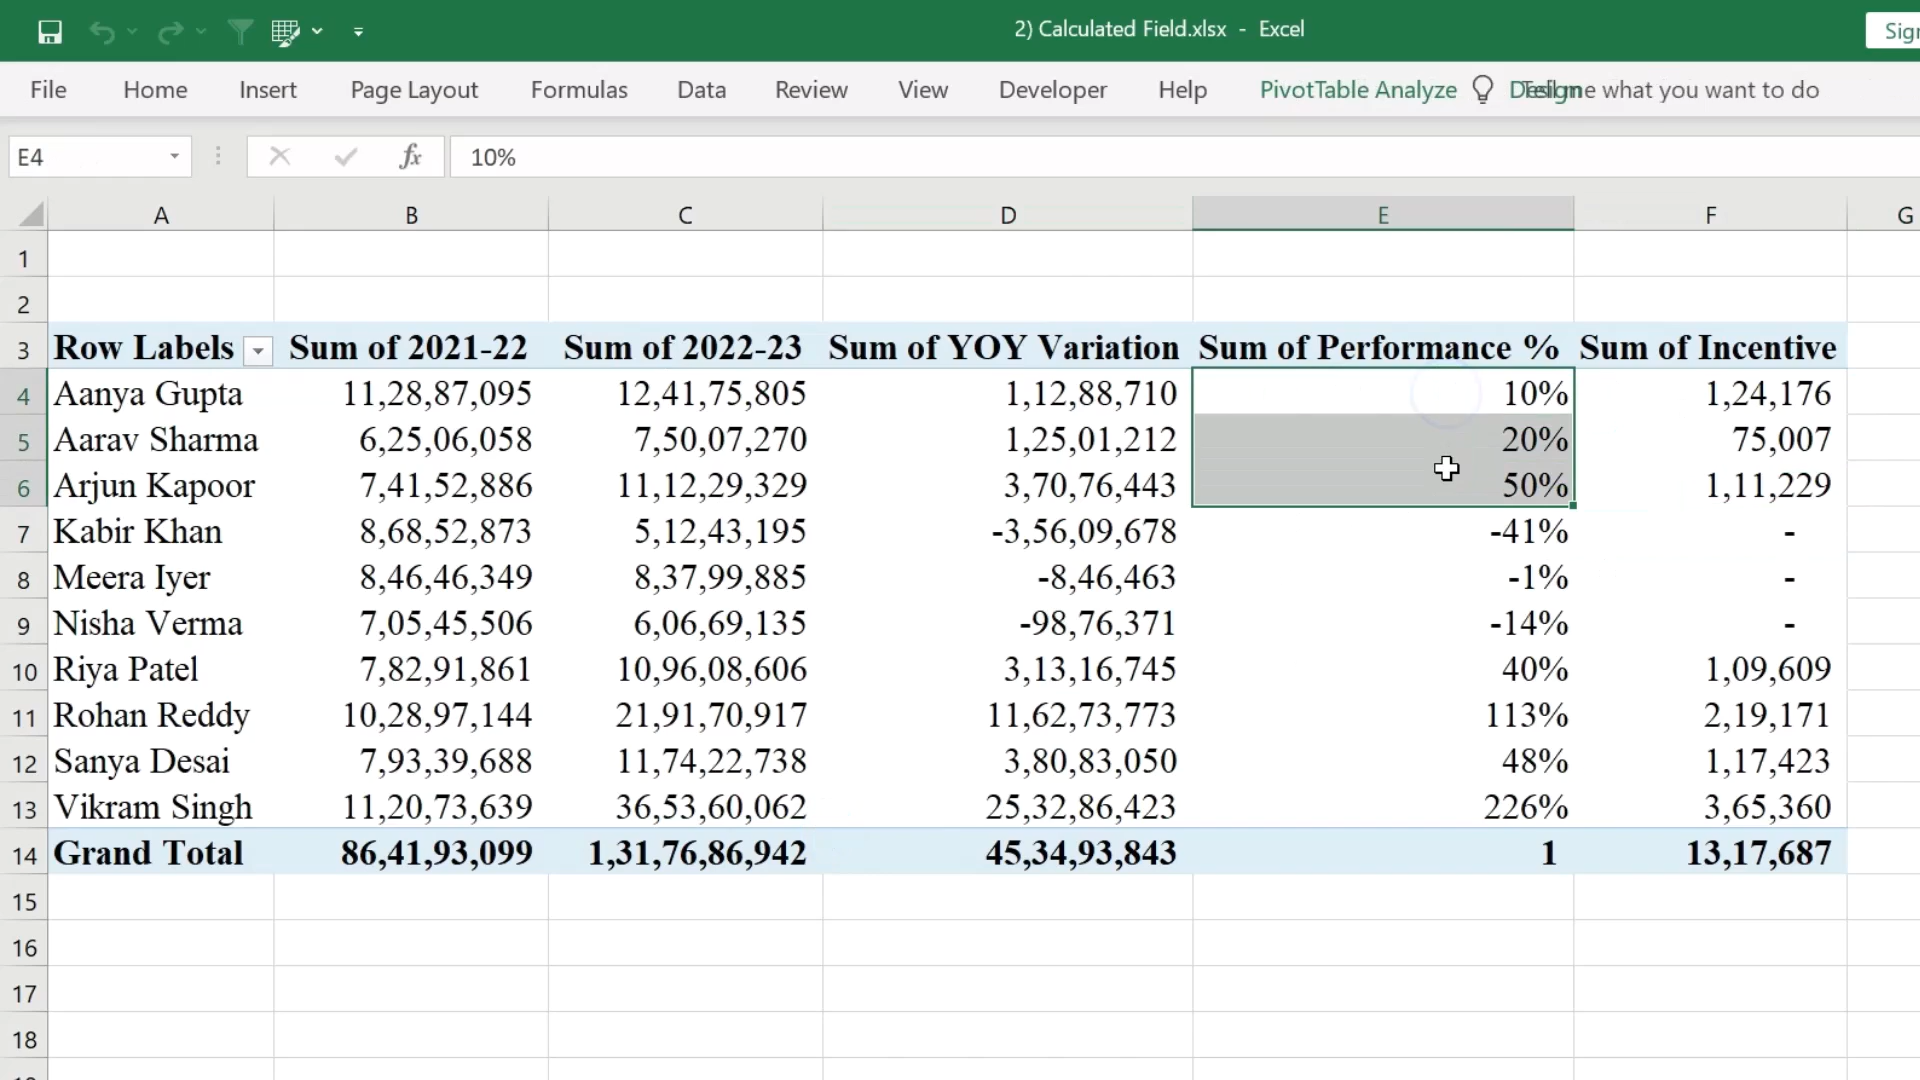 2) Calculated Field.xlsx - Excel
Sign
File Home Insert Page Layout Formulas Data Review View Developer Help PivotTable Analyze Design Tell me what you want to do
E4 fx 10%
A B C D E F G
1
2
3 Row Labels Sum of 2021-22 Sum of 2022-23 Sum of YOY Variation Sum of Performance % Sum of Incentive
4 Aanya Gupta 11,28,87,095 12,41,75,805 1,12,88,710 10% 1,24,176
5 Aarav Sharma 6,25,06,058 7,50,07,270 1,25,01,212 20% 75,007
6 Arjun Kapoor 7,41,52,886 11,12,29,329 3,70,76,443 50% 1,11,229
7 Kabir Khan 8,68,52,873 5,12,43,195 -3,56,09,678 -41% -
8 Meera Iyer 8,46,46,349 8,37,99,885 -8,46,463 -1% -
9 Nisha Verma 7,05,45,506 6,06,69,135 -98,76,371 -14% -
10 Riya Patel 7,82,91,861 10,96,08,606 3,13,16,745 40% 1,09,609
11 Rohan Reddy 10,28,97,144 21,91,70,917 11,62,73,773 113% 2,19,171
12 Sanya Desai 7,93,39,688 11,74,22,738 3,80,83,050 48% 1,17,423
13 Vikram Singh 11,20,73,639 36,53,60,062 25,32,86,423 226% 3,65,360
14 Grand Total 86,41,93,099 1,31,76,86,942 45,34,93,843 1 13,17,687
15
16
17
18